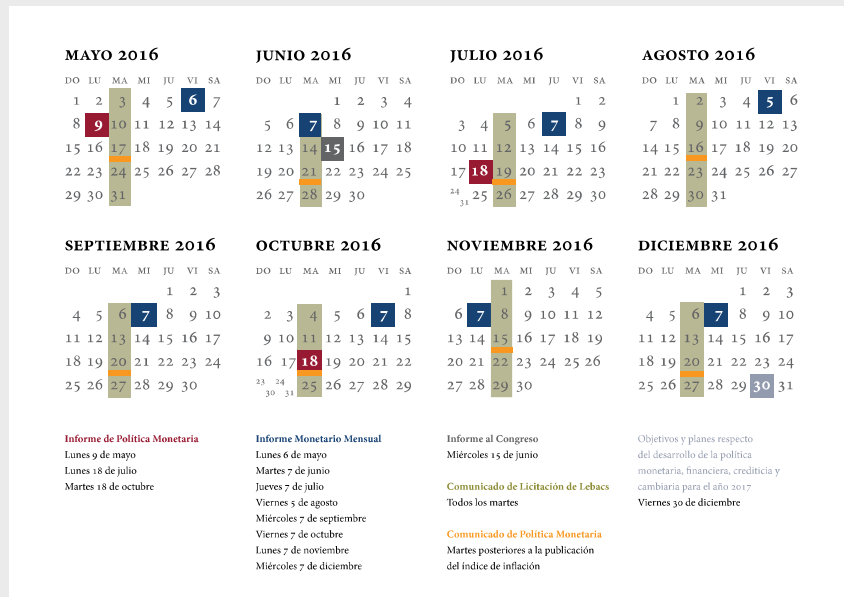 MAYO 2016
DO LU MA MI JU VI SA
1 2 3 4 5 6 7
8 9 10 11 12 13 14
15 16 17 18 19 20 21
22 23 24 25 26 27 28
29 30 31
JUNIO 2016
DO LU MA MI JU VI SA
1 2 3 4
5 6 7 8 9 10 11
12 13 14 15 16 17 18
19 20 21 22 23 24 25
26 27 28 29 30
JULIO 2016
DO LU MA MI JU VI SA
1 2
3 4 5 6 7 8 9
10 11 12 13 14 15 16
17 18 19 20 21 22 23
24 31 25 26 27 28 29 30
AGOSTO 2016
DO LU MA MI JU VI SA
1 2 3 4 5 6
7 8 9 10 11 12 13
14 15 16 17 18 19 20
21 22 23 24 25 26 27
28 29 30 31
SEPTIEMBRE 2016
DO LU MA MI JU VI SA
1 2 3
4 5 6 7 8 9 10
11 12 13 14 15 16 17
18 19 20 21 22 23 24
25 26 27 28 29 30
OCTUBRE 2016
DO LU MA MI JU VI SA
1
2 3 4 5 6 7 8
9 10 11 12 13 14 15
16 17 18 19 20 21 22
23 30 24 31 25 26 27 28 29
NOVIEMBRE 2016
DO LU MA MI JU VI SA
1 2 3 4 5
6 7 8 9 10 11 12
13 14 15 16 17 18 19
20 21 22 23 24 25 26
27 28 29 30
DICIEMBRE 2016
DO LU MA MI JU VI SA
1 2 3
4 5 6 7 8 9 10
11 12 13 14 15 16 17
18 19 20 21 22 23 24
25 26 27 28 29 30 31
Informe de Política Monetaria
Lunes 9 de mayo
Lunes 18 de julio
Martes 18 de octubre
Informe Monetario Mensual
Lunes 6 de mayo
Martes 7 de junio
Jueves 7 de julio
Viernes 5 de agosto
Miércoles 7 de septiembre
Viernes 7 de octubre
Lunes 7 de noviembre
Miércoles 7 de diciembre
Informe al Congreso
Miércoles 15 de junio
Comunicado de Licitación de Lebacs
Todos los martes
Comunicado de Política Monetaria
Martes posteriores a la publicación
del índice de inflación
Objetivos y planes respecto
del desarrollo de la política
monetaria, financiera, crediticia y
cambiaria para el año 2017
Viernes 30 de diciembre